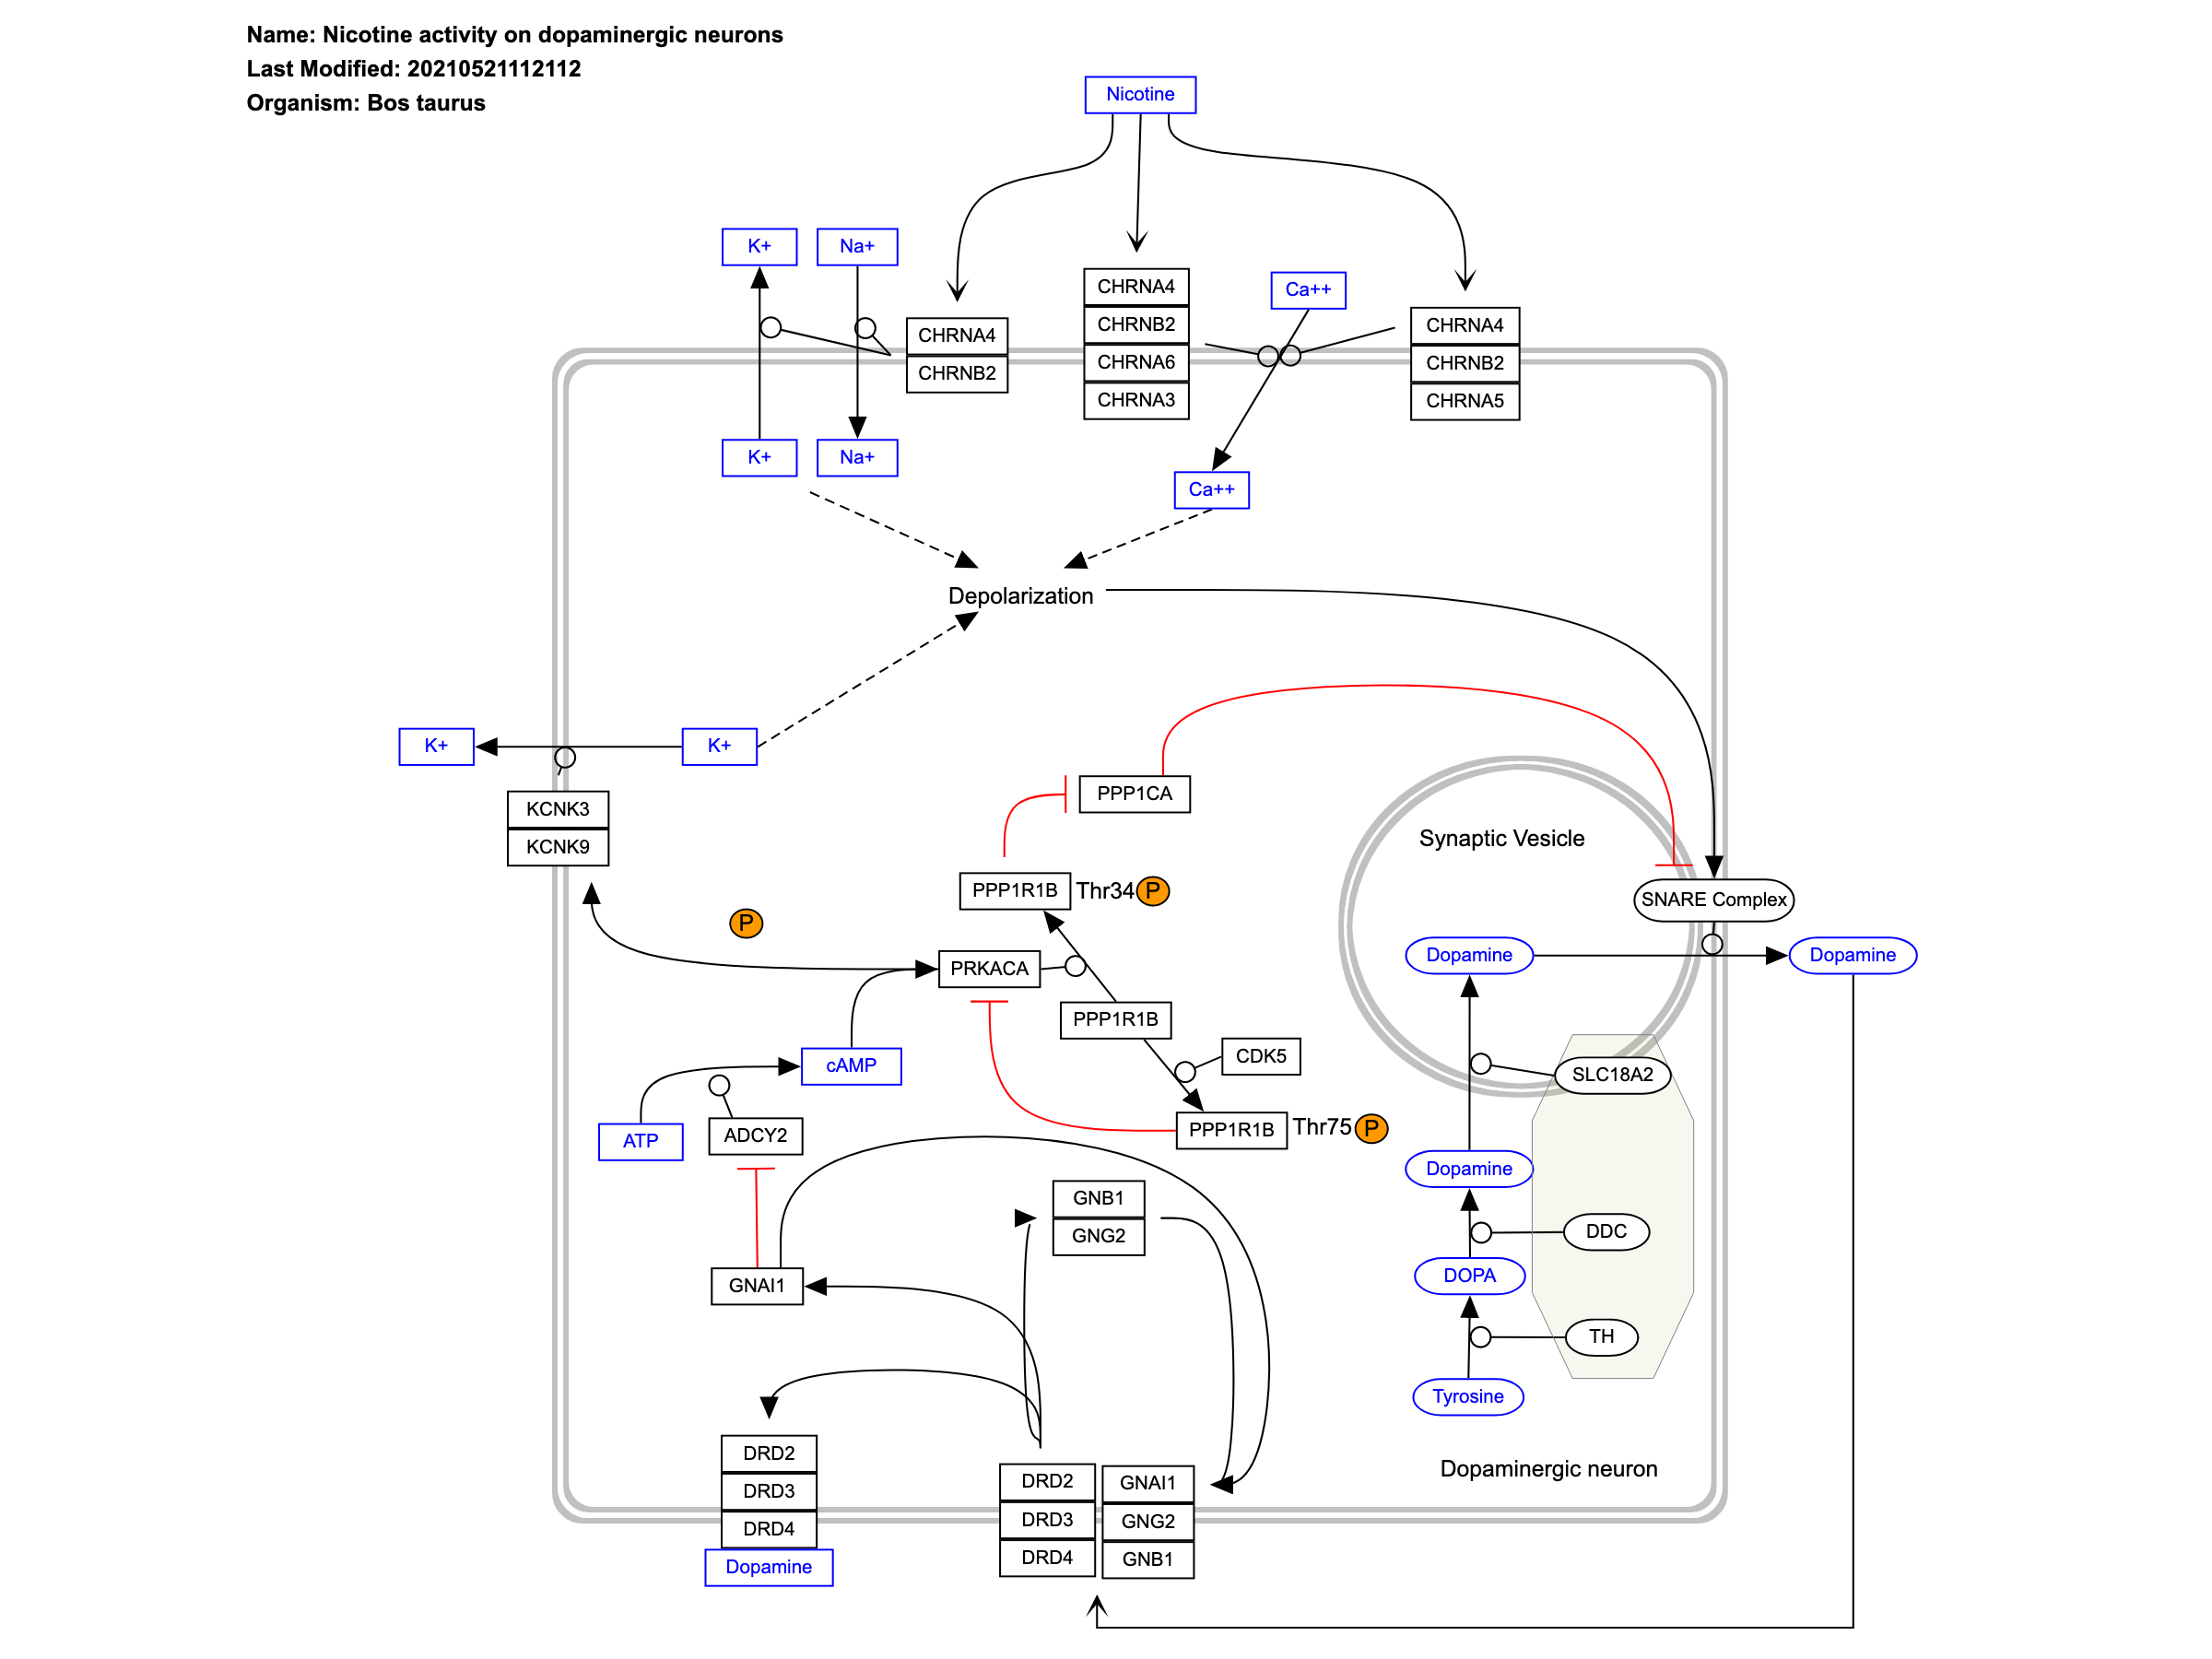 Name: Nicotine activity on dopaminergic neurons
Last Modified: 20210521112112
Organism: Bos taurus
Nicotine
K+
Na+
CHRNA4
CHRNB2
CHRNA4
CHRNB2
CHRNA6
CHRNA3
Ca++
CHRNA4
CHRNB2
CHRNA5
K+
Na+
Ca++
Depolarization
K+
K+
KCNK3
KCNK9
PPP1CA
Synaptic Vesicle
PPP1R1B
Thr34
P
SNARE Complex
P
Dopamine
Dopamine
PRKACA
PPP1R1B
CDK5
cAMP
SLC18A2
ATP
ADCY2
PPP1R1B
Thr75
P
Dopamine
GNB1
GNG2
DDC
GNAI1
DOPA
TH
Tyrosine
DRD2
DRD3
DRD4
Dopamine
DRD2
DRD3
DRD4
GNAI1
GNG2
GNB1
Dopaminergic neuron